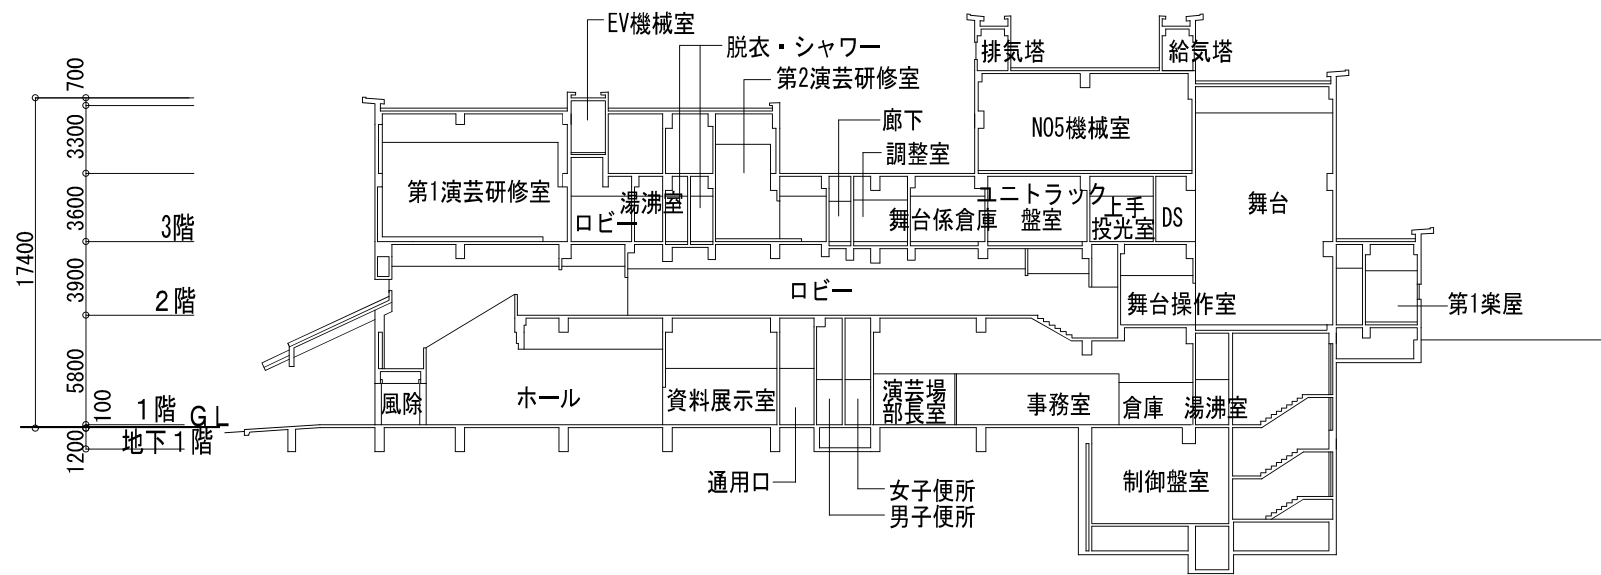 EV機械室
脱衣・シャワー
第2演芸研修室
排気塔
給気塔
廊下
調整室
NO5機械室
第1演芸研修室
ロビー
湯沸室
舞台係倉庫
ユニトラック
盤室
上手
投光室
DS
舞台
ロビー
舞台操作室
第1楽屋
風除
ホール
資料展示室
演芸場
部長室
事務室
倉庫
湯沸室
通用口
女子便所
男子便所
制御盤室
17400
700
3300
3600
3階
3900
２階
5800
100
１階
ＧＬ
地下１階
1200